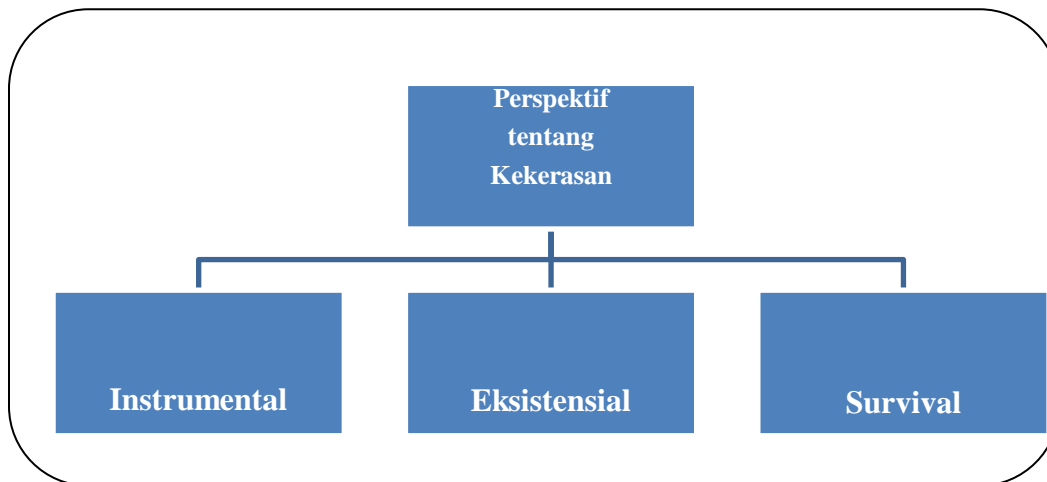 Perspektif
tentang
Kekerasan
Instrumental
Eksistensial
Survival